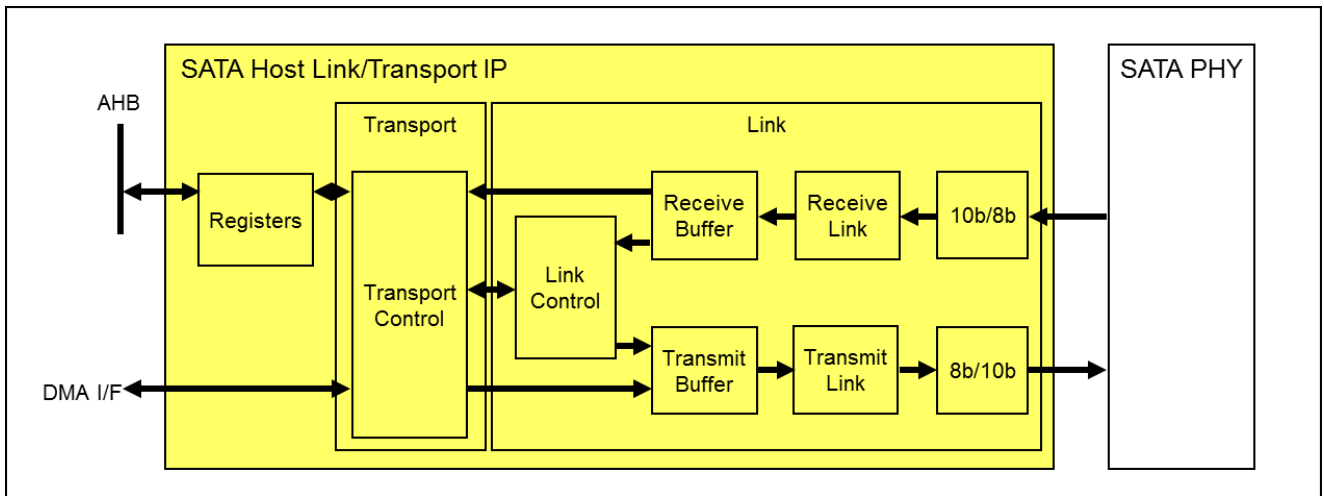 SATA Host Link/Transport IP
SATA PHY
AHB
Transport
Link
Registers
Transport
Control
Link
Control
Receive
Buffer
Receive
Link
10b/8b
Transmit
Buffer
Transmit
Link
8b/10b
DMA I/F